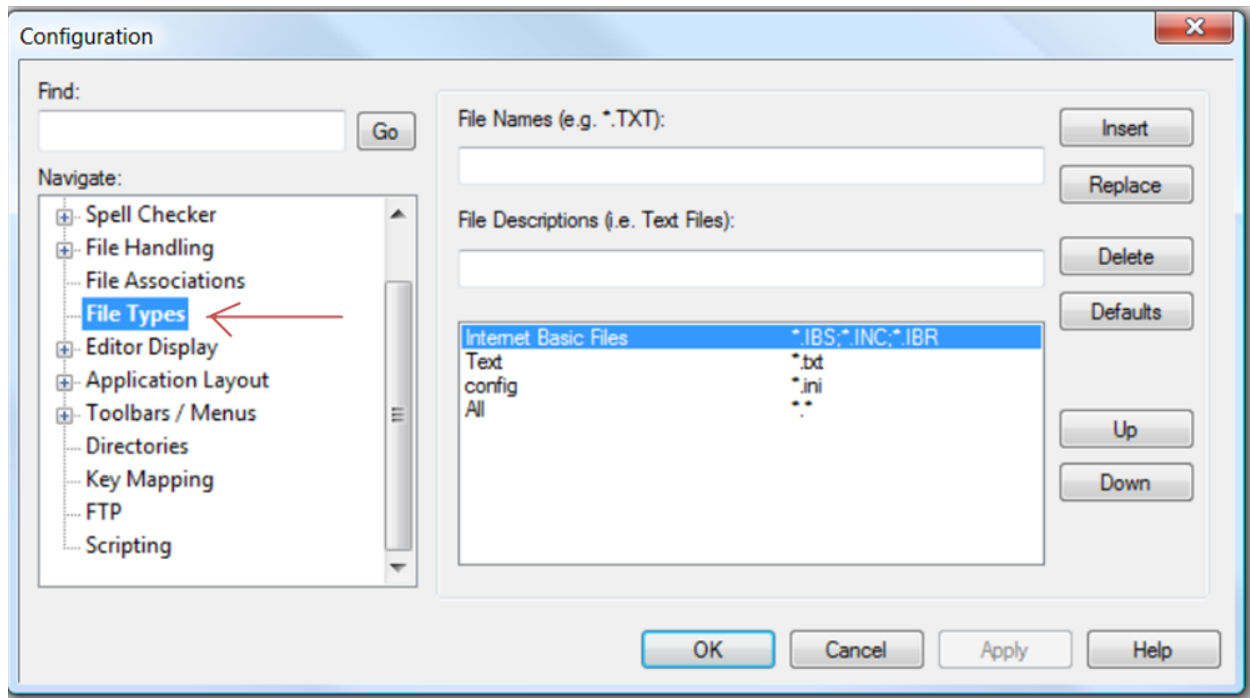 Configuration
Find:
Go
Navigate:
Spell Checker
File Handling
File Associations
File Types
Editor Display
Application Layout
Toolbars / Menus
Directories
Key Mapping
FTP
Scripting
File Names (e.g. *.TXT):
File Descriptions (i.e. Text Files):
Internet Basic Files *.IBS;*.INC;*.IBR
Text *.txt
config *.ini
All *.*
Insert
Replace
Delete
Defaults
Up
Down
OK Cancel Apply Help